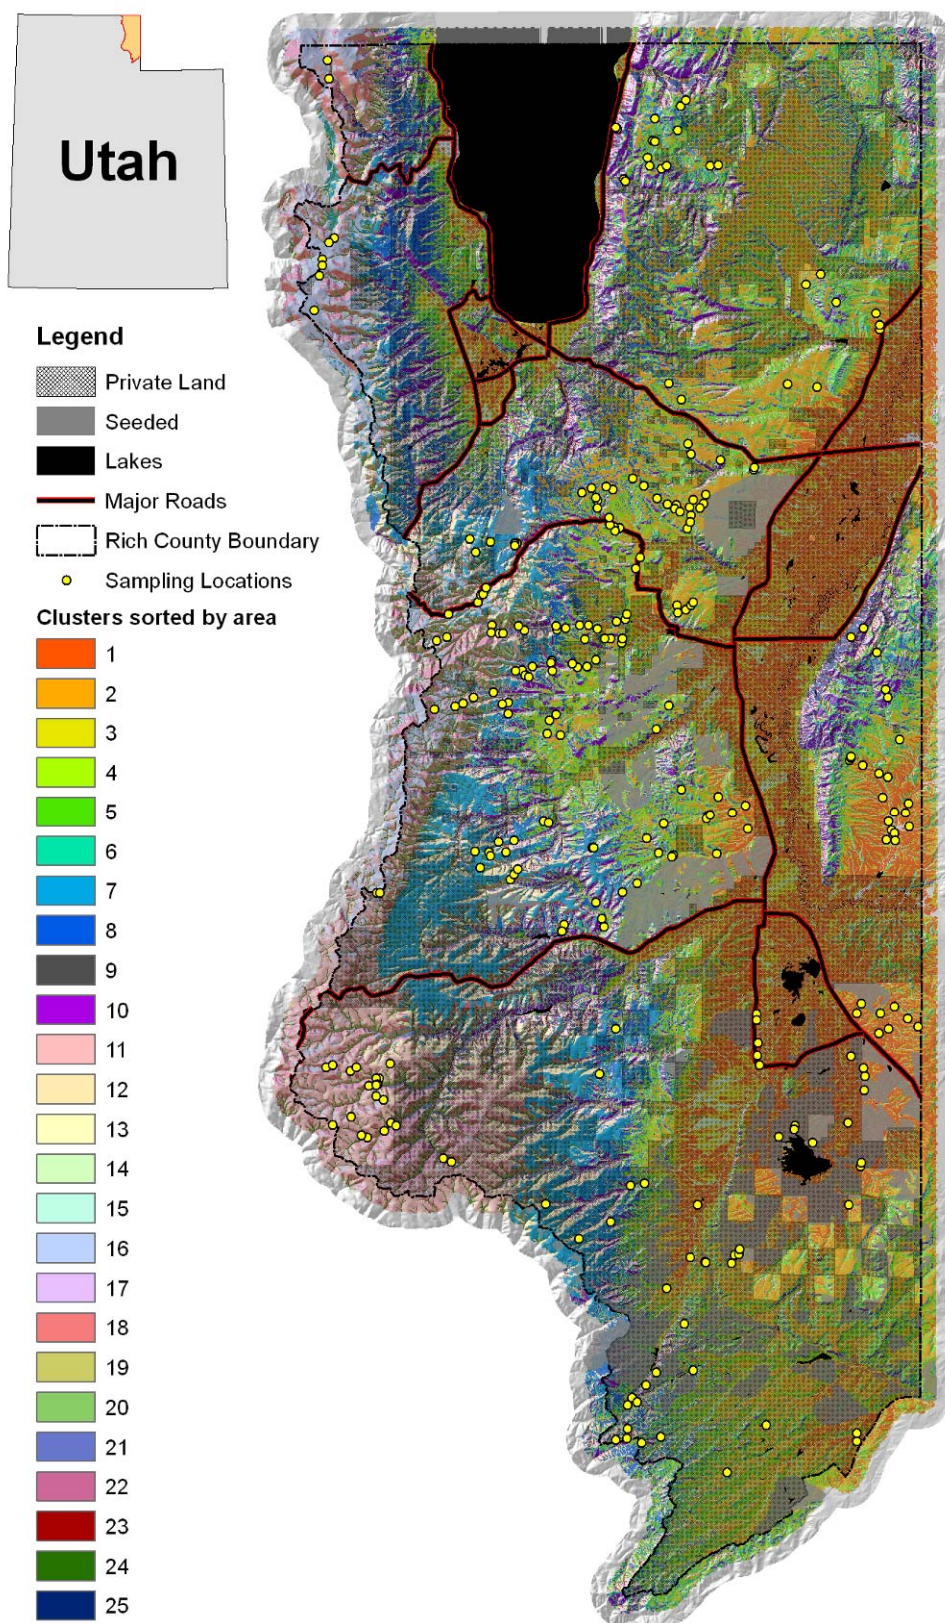 Utah
Legend
Private Land
Seeded
Lakes
Major Roads
Rich County Boundary
Sampling Locations
Clusters sorted by area
1
2
3
4
5
6
7
8
9
10
11
12
13
14
15
16
17
18
19
20
21
22
23
24
25